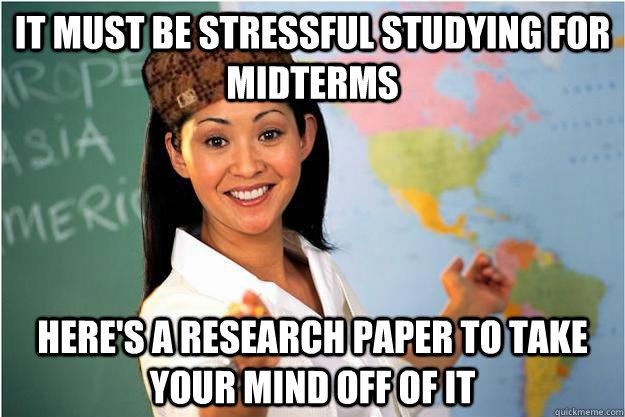 IT MUST BE STRESSFUL STUDYING FOR
MIDTERMS
ASIA
HERE'S A RESEARCH PAPER TO TAKE
YOUR MIND OFF OF IT
quickmeme.com